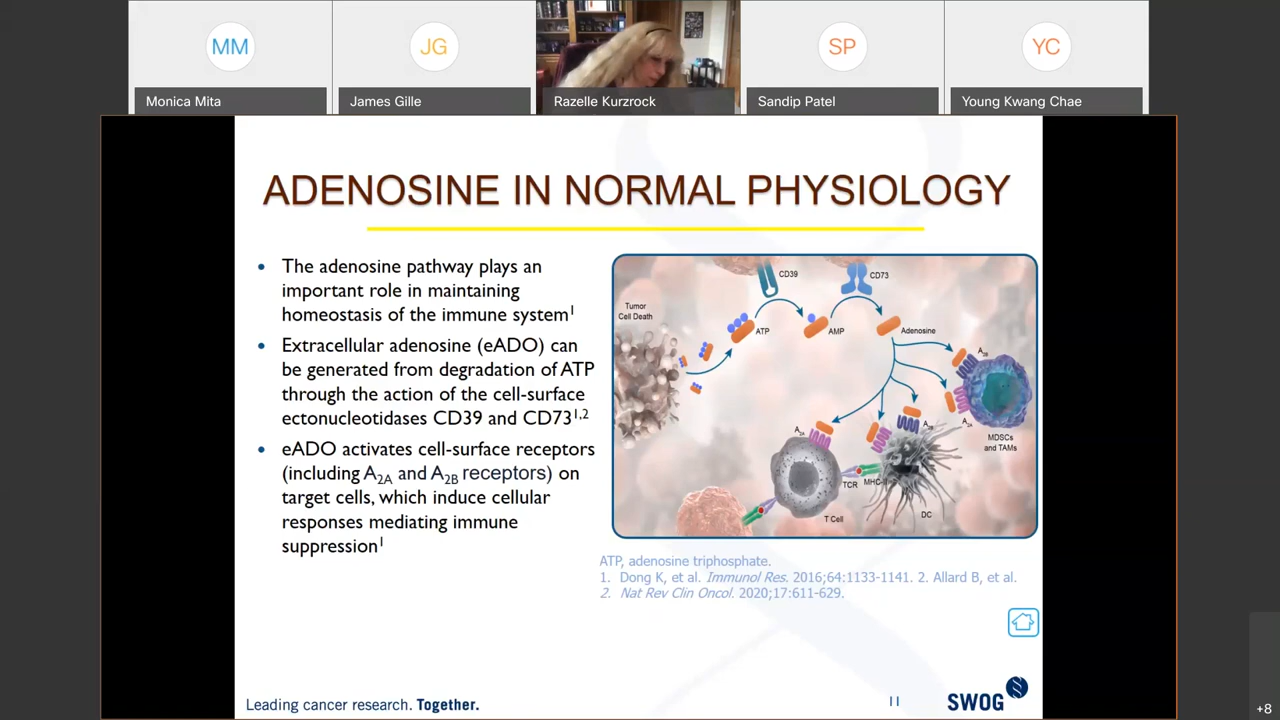 MM
JG
SP
YC
Monica Mita
James Gille
Razelle Kurzrock
Sandip Patel
Young Kwang Chae
ADENOSINE IN NORMAL PHYSIOLOGY
• The adenosine pathway plays an
important role in maintaining
homeostasis of the immune system1
• Extracellular adenosine (eADO) can
be generated from degradation of ATP
through the action of the cell-surface
ectonucleotidases CD39 and CD731,2
• eADO activates cell-surface receptors
(including A2A and A2B receptors) on
target cells, which induce cellular
responses mediating immune
suppression1
CD39
CD73
Tumor
Cell Death
ATP
AMP
Adenosine
A2B
A2A
A2A
A2B
MDSCs
and TAMs
TCR
MHC-II
T Cell
DC
ATP, adenosine triphosphate.
1. Dong K, et al. Immunol Res. 2016;64:1133-1141. 2. Allard B, et al.
2. Nat Rev Clin Oncol. 2020;17:611-629.
Leading cancer research. Together.
11
SWOG
+8